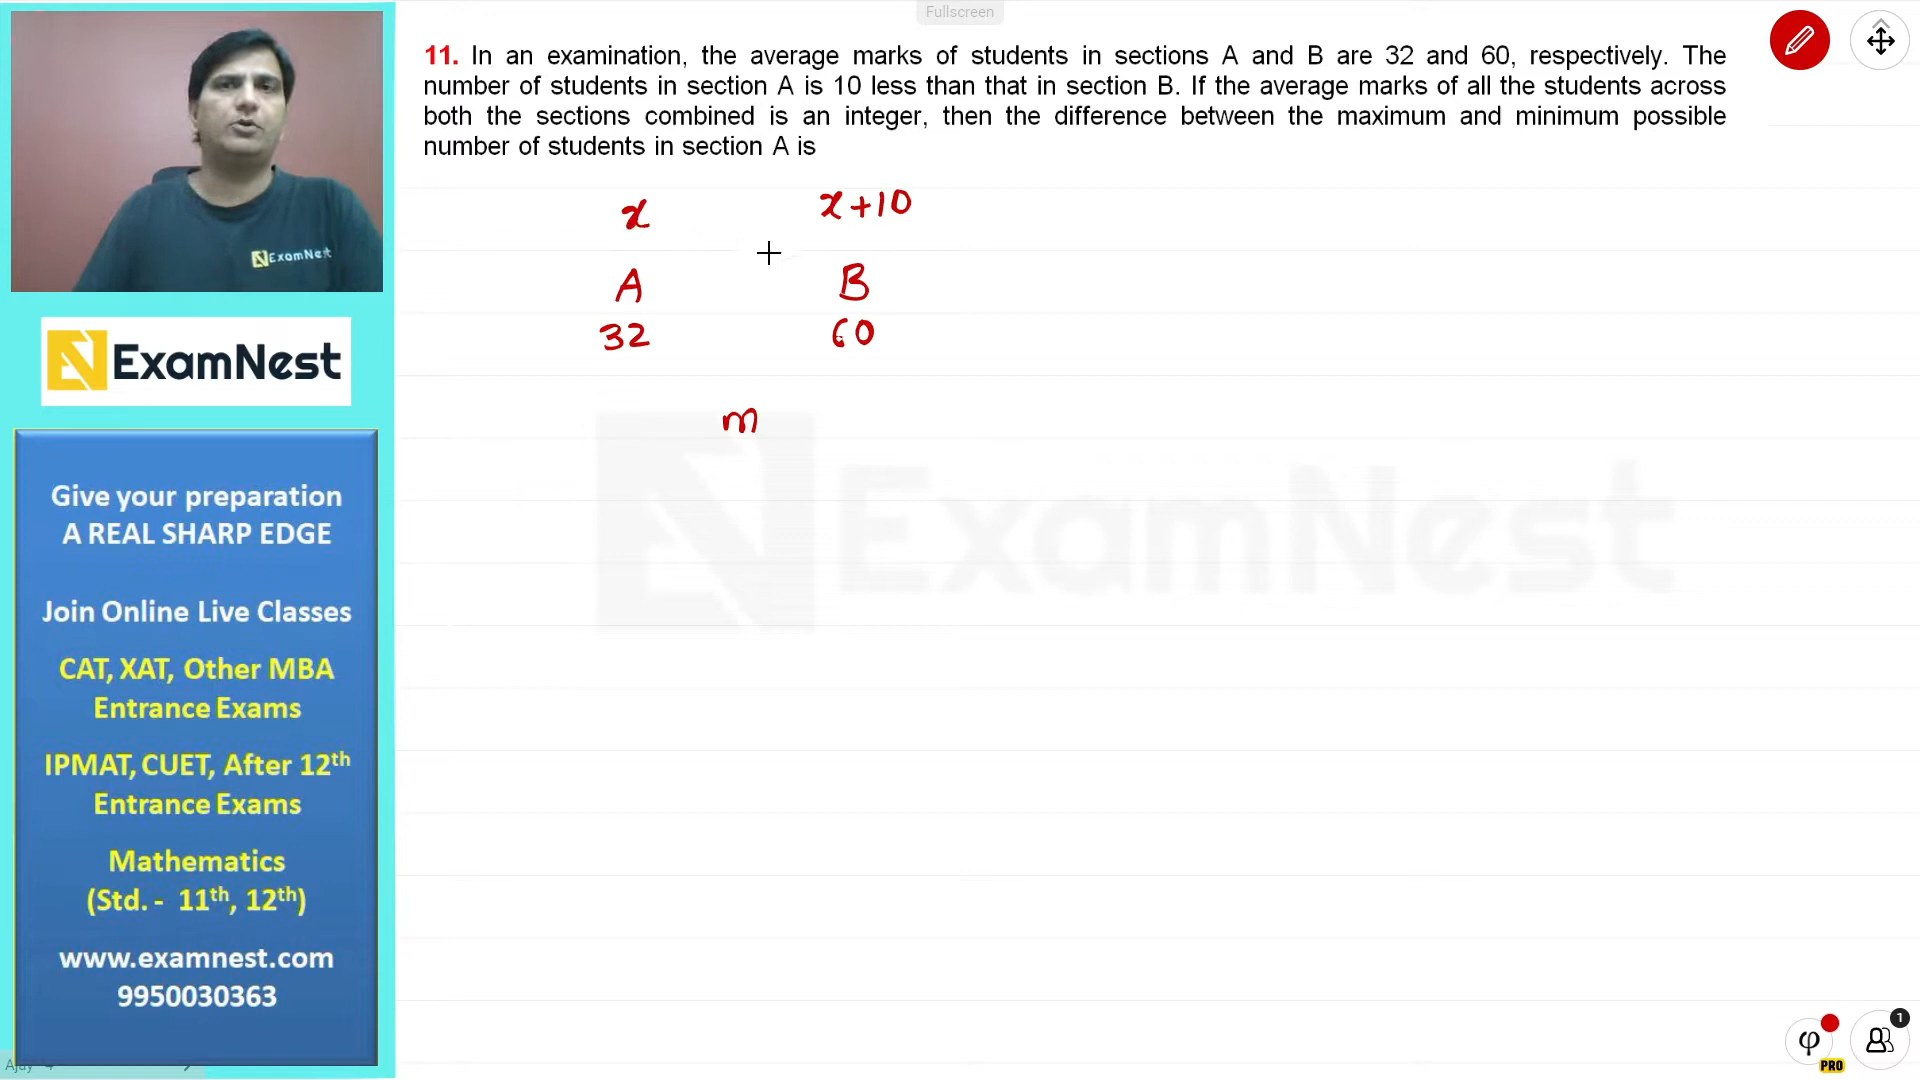 Fullscreen
11. In an examination, the average marks of students in sections A and B are 32 and 60, respectively. The
number of students in section A is 10 less than that in section B. If the average marks of all the students across
both the sections combined is an integer, then the difference between the maximum and minimum possible
number of students in section A is
x x+10
A B
32 60
m
ExamNest
ExamNest
ExamNest
Give your preparation
A REAL SHARP EDGE
Join Online Live Classes
CAT, XAT, Other MBA
Entrance Exams
IPMAT, CUET, After 12th
Entrance Exams
Mathematics
(Std. - 11th, 12th)
www.examnest.com
9950030363
Ajay
φ
PRO
1